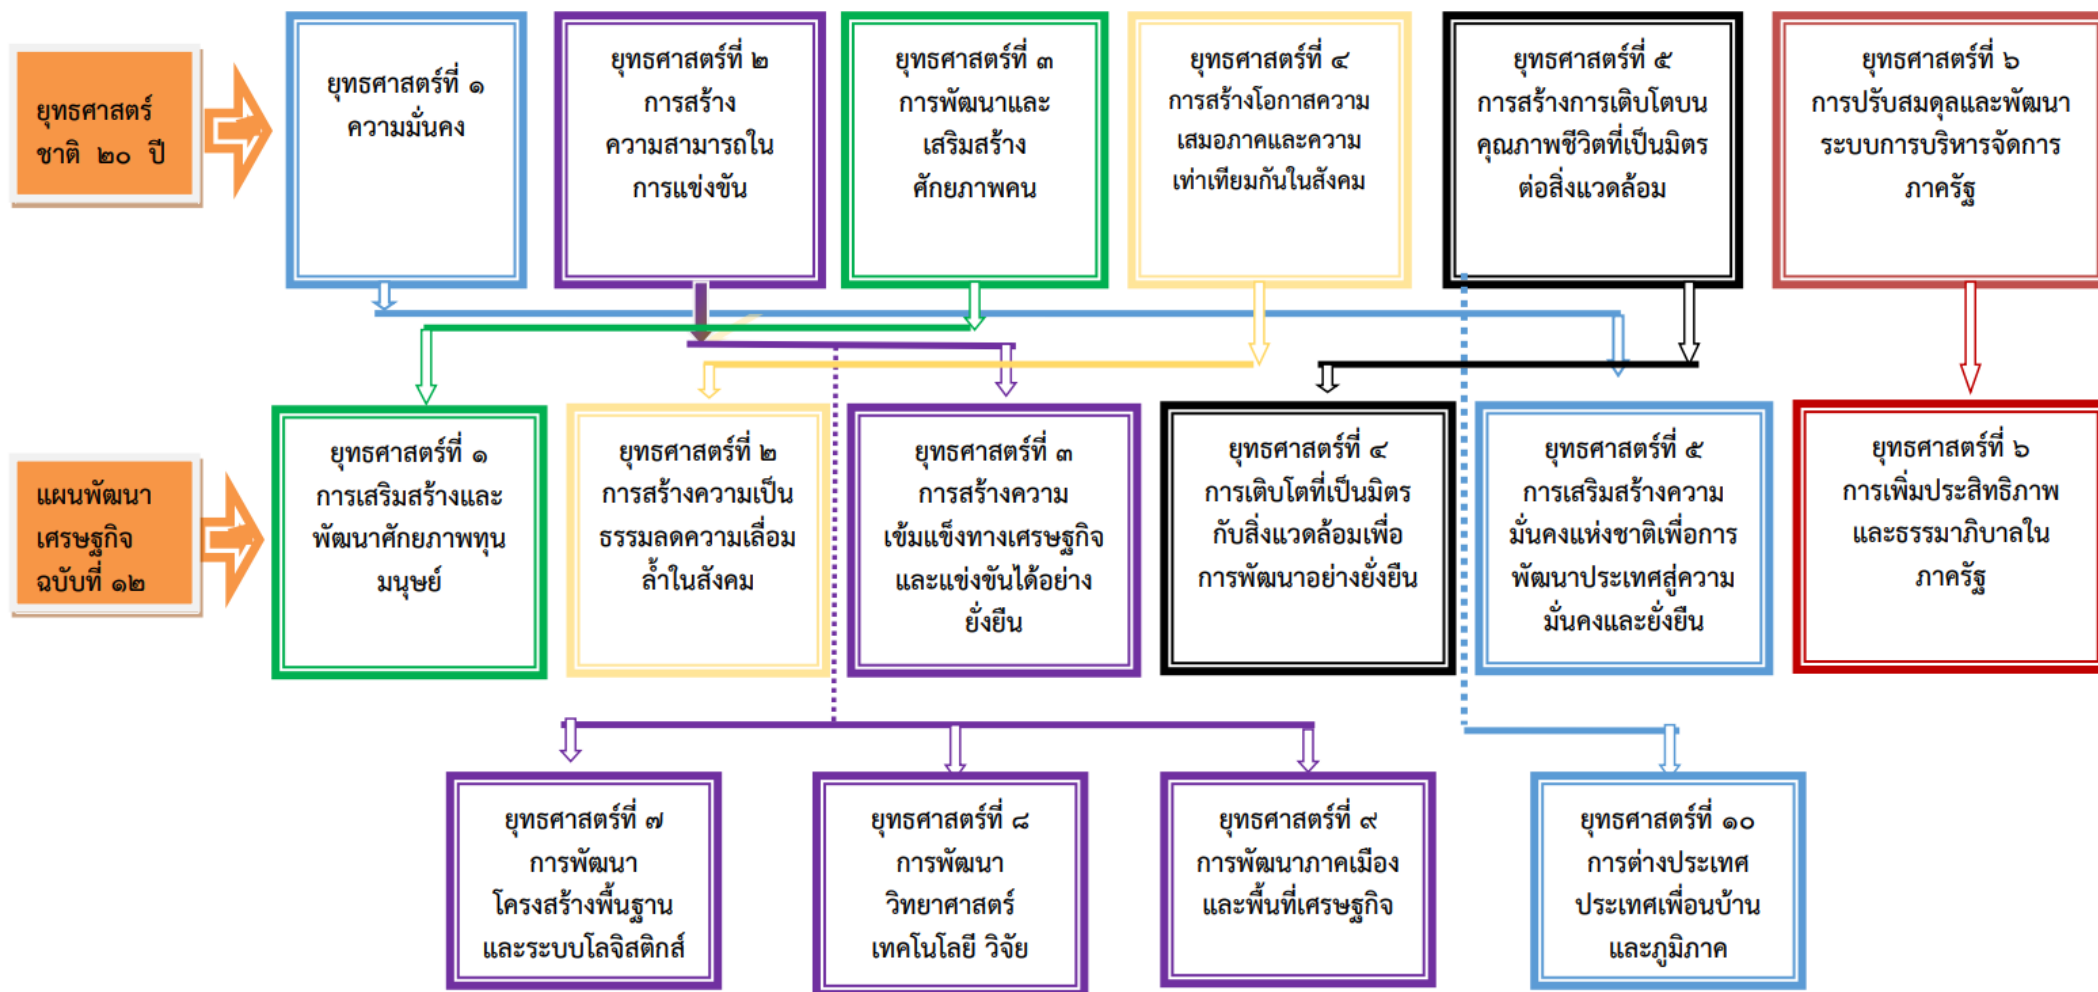 ยุทธศาสตร์
ชาติ ๒๐ ปี
ยุทธศาสตร์ที่ ๑
ความมั่นคง
ยุทธศาสตร์ที่ ๒
การสร้าง
ความสามารถใน
การแข่งขัน
ยุทธศาสตร์ที่ ๓
การพัฒนาและ
เสริมสร้าง
ศักยภาพคน
ยุทธศาสตร์ที่ ๔
การสร้างโอกาสความ
เสมอภาคและความ
เท่าเทียมกันในสังคม
ยุทธศาสตร์ที่ ๕
การสร้างการเติบโตบน
คุณภาพชีวิตที่เป็นมิตร
ต่อสิ่งแวดล้อม
ยุทธศาสตร์ที่ ๖
การปรับสมดุลและพัฒนา
ระบบการบริหารจัดการ
ภาครัฐ
แผนพัฒนา
เศรษฐกิจ
ฉบับที่ ๑๒
ยุทธศาสตร์ที่ ๑
การเสริมสร้างและ
พัฒนาศักยภาพทุน
มนุษย์
ยุทธศาสตร์ที่ ๒
การสร้างความเป็น
ธรรมลดความเลื่อม
ล้ำในสังคม
ยุทธศาสตร์ที่ ๓
การสร้างความ
เข้มแข็งทางเศรษฐกิจ
และแข่งขันได้อย่าง
ยั่งยืน
ยุทธศาสตร์ที่ ๔
การเติบโตที่เป็นมิตร
กับสิ่งแวดล้อมเพื่อ
การพัฒนาอย่างยั่งยืน
ยุทธศาสตร์ที่ ๕
การเสริมสร้างความ
มั่นคงแห่งชาติเพื่อการ
พัฒนาประเทศสู่ความ
มั่นคงและยั่งยืน
ยุทธศาสตร์ที่ ๖
การเพิ่มประสิทธิภาพ
และธรรมาภิบาลใน
ภาครัฐ
ยุทธศาสตร์ที่ ๗
การพัฒนา
โครงสร้างพื้นฐาน
และระบบโลจิสติกส์
ยุทธศาสตร์ที่ ๘
การพัฒนา
วิทยาศาสตร์
เทคโนโลยี วิจัย
ยุทธศาสตร์ที่ ๙
การพัฒนาภาคเมือง
และพื้นที่เศรษฐกิจ
ยุทธศาสตร์ที่ ๑๐
การต่างประเทศ
ประเทศเพื่อนบ้าน
และภูมิภาค